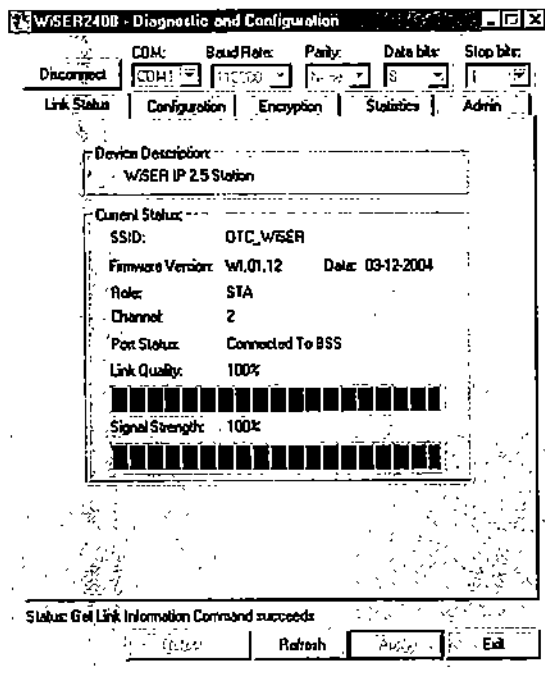 WiSER2400 - Diagnostic and Configuration
COM: Baud Rate: Parity: Data bits: Stop bits:
Disconnect COM1 8 1
Link Status Configuration Encryption Statistics Admin
Device Description:
WiSER IP 2.5 Station
Current Status:
SSID: OTC_WiSER
Firmware Version: WI.01.12 Date: 03-12-2004
Role: STA
Channel: 2
Port Status: Connected To BSS
Link Quality: 100%
Signal Strength: 100%
Status: Get Link Information Command succeeds
Refresh Exit